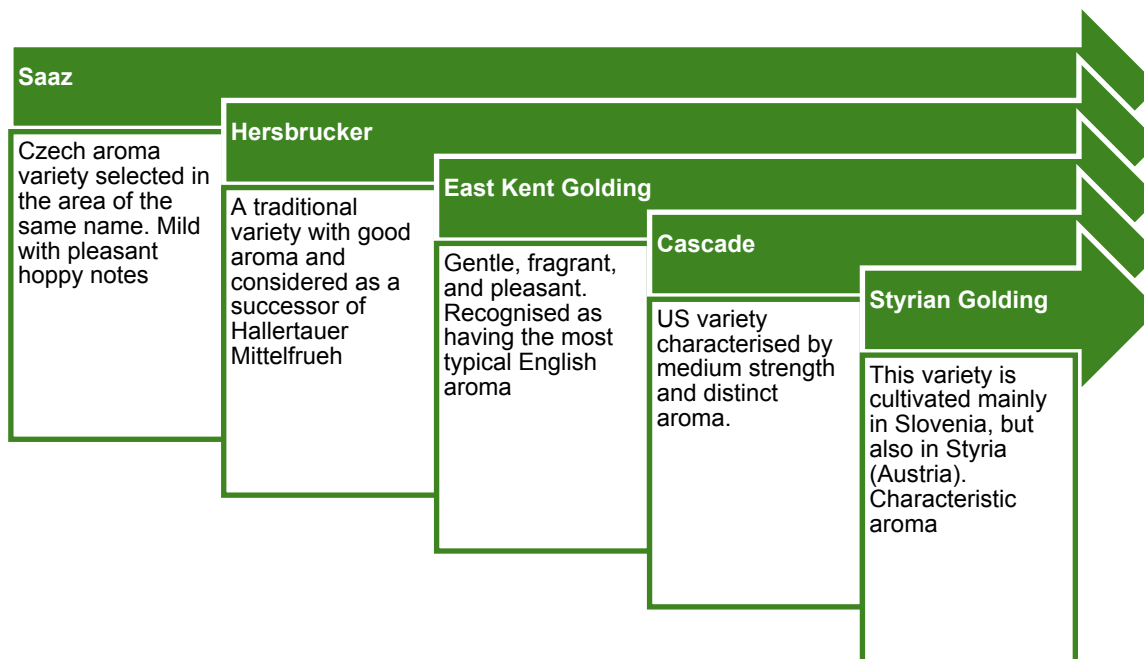 Saaz
Czech aroma
variety selected in
the area of the
same name. Mild
with pleasant
hoppy notes
Hersbrucker
A traditional
variety with good
aroma and
considered as a
successor of
Hallertauer
Mittelfrueh
East Kent Golding
Gentle, fragrant,
and pleasant.
Recognised as
having the most
typical English
aroma
Cascade
US variety
characterised by
medium strength
and distinct
aroma.
Styrian Golding
This variety is
cultivated mainly
in Slovenia, but
also in Styria
(Austria).
Characteristic
aroma